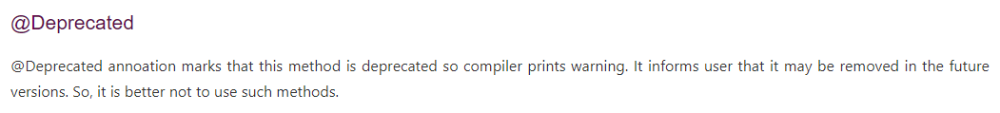 @Deprecated
@Deprecated annoation marks that this method is deprecated so compiler prints warning. It informs user that it may be removed in the future
versions. So, it is better not to use such methods.